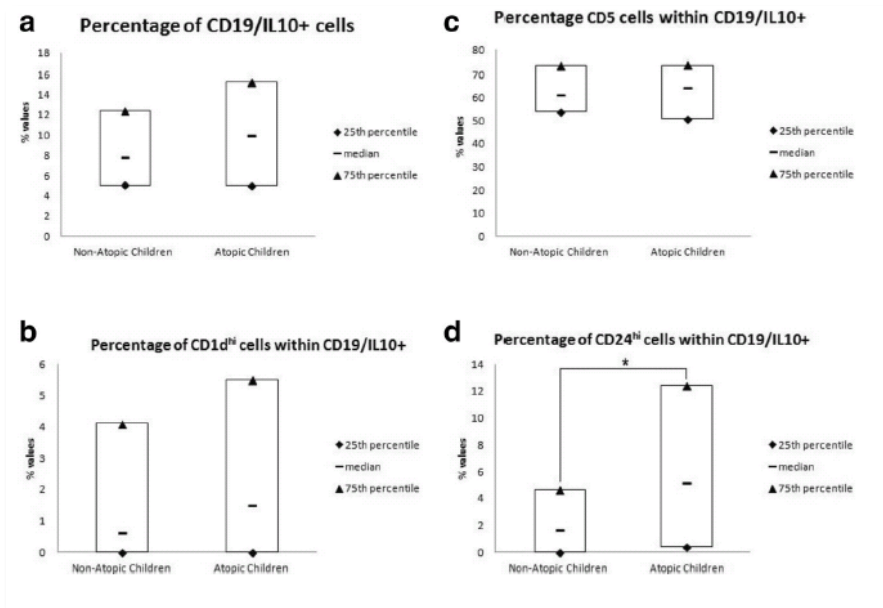 a
Percentage of CD19/IL10+ cells
18
16
14
12
10
8
6
4
2
0
% values
Non-Atopic Children
Atopic Children
25th percentile
median
75th percentile
c
Percentage CD5 cells within CD19/IL10+
80
70
60
50
40
30
20
10
0
% values
Non-Atopic Children
Atopic Children
25th percentile
median
75th percentile
b
Percentage of CD1dʰⁱ cells within CD19/IL10+
6
5
4
3
2
1
0
% values
Non-Atopic Children
Atopic Children
25th percentile
median
75th percentile
d
Percentage of CD24ʰⁱ cells within CD19/IL10+
14
12
10
8
6
4
2
0
% values
*
Non-Atopic Children
Atopic Children
25th percentile
median
75th percentile